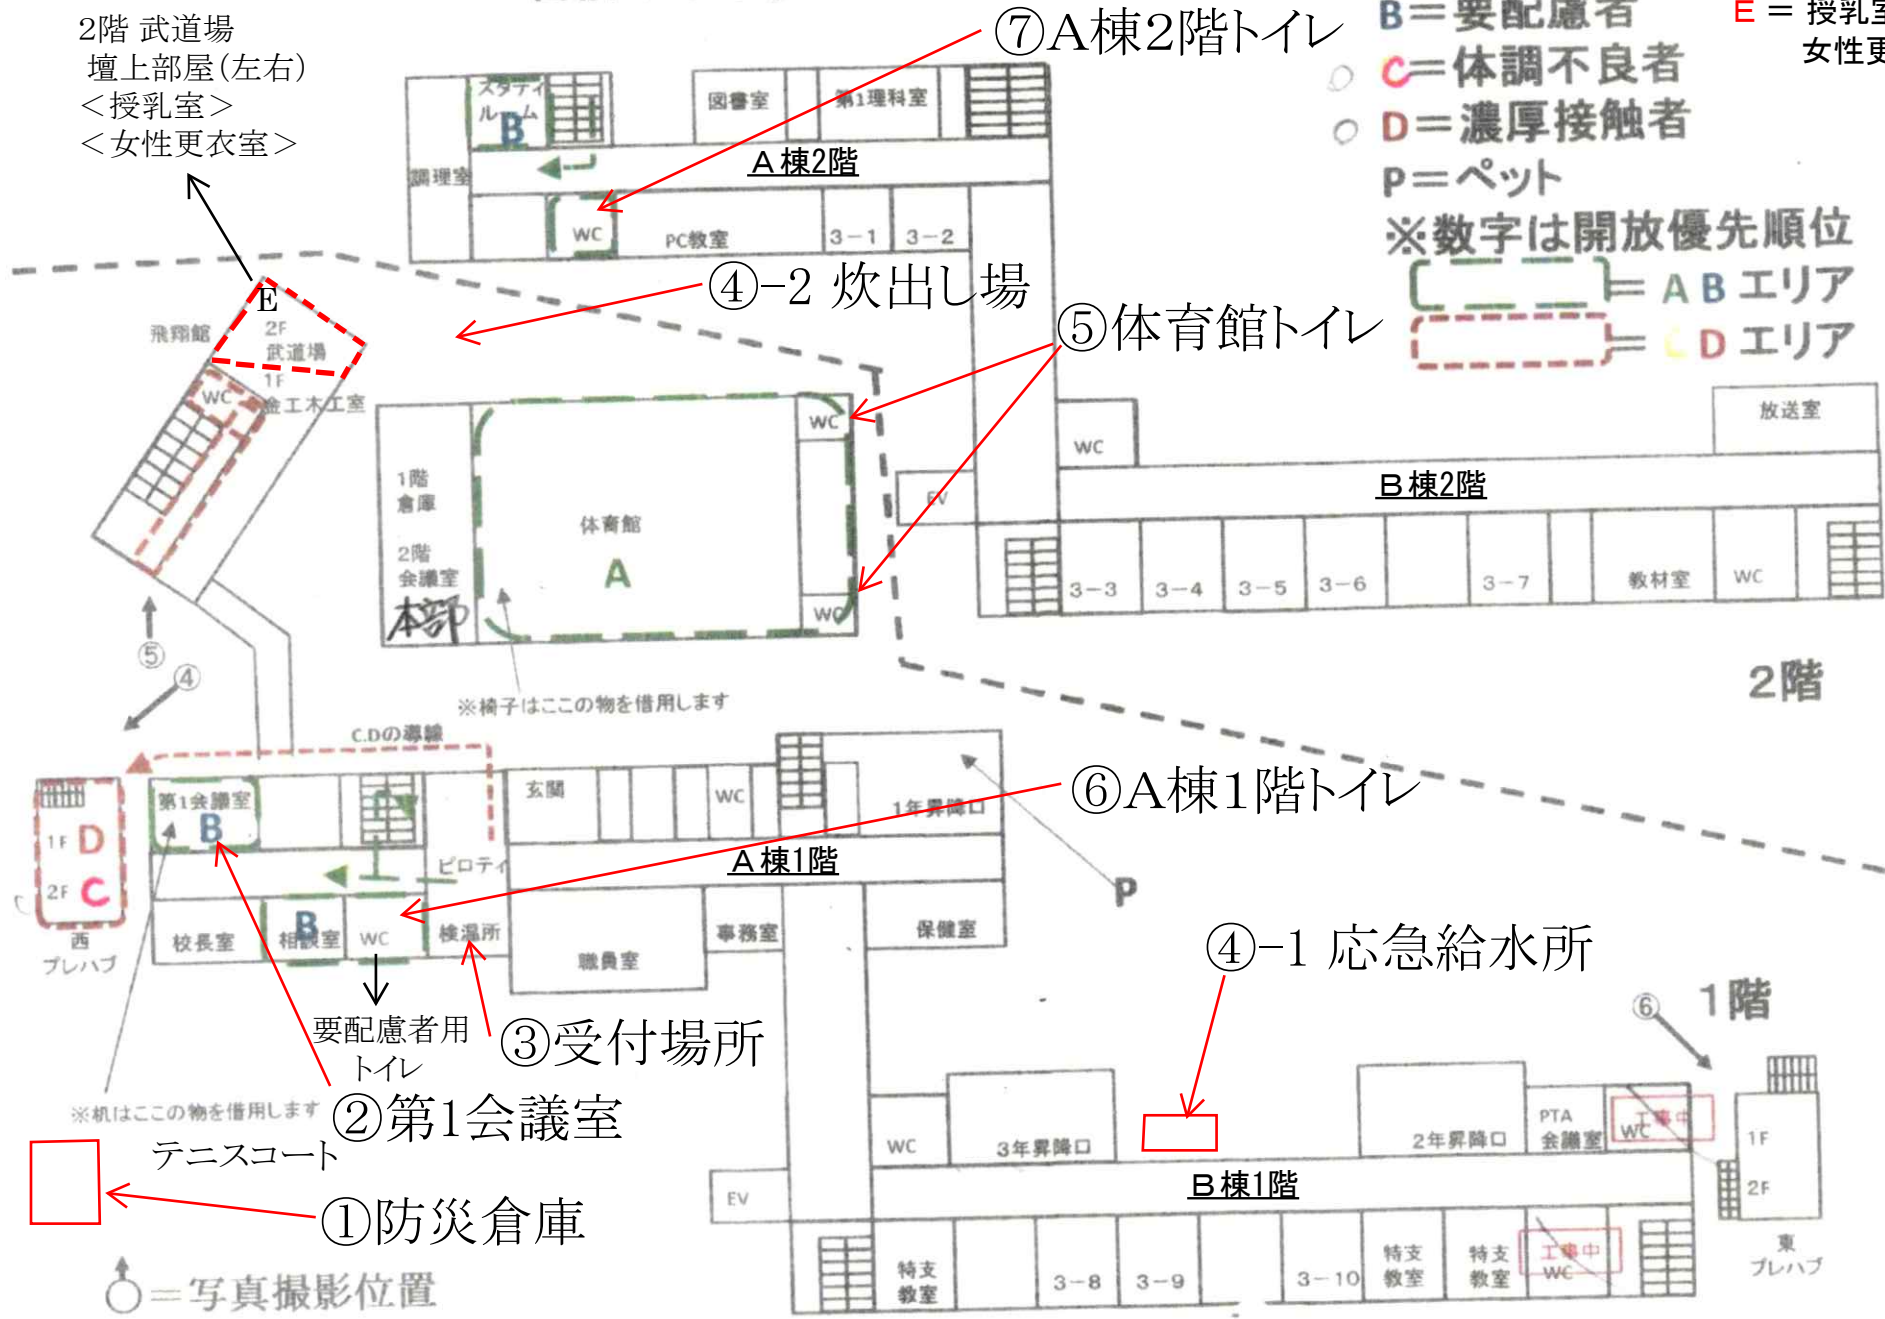 ⑦A棟2階トイレ
B＝要配慮者
E＝授乳室
女性更
C＝体調不良者
D＝濃厚接触者
P＝ペット
※数字は開放優先順位
＝A B エリア
＝C D エリア
2階 武道場
壇上部屋(左右)
＜授乳室＞
＜女性更衣室＞
スタディ
ルーム
B
図書室
第1理科室
調理室
A棟2階
WC
PC教室
3－1
3－2
④-2 炊出し場
⑤体育館トイレ
E
飛翔館
2F
武道場
1F
金工木工室
WC
1階
倉庫
2階
会議室
本部
体育館
A
WC
WC
※椅子はここの物を借用します
⑤
④
放送室
WC
EV
B棟2階
3－3
3－4
3－5
3－6
3－7
教材室
WC
2階
C.Dの導線
第1会議室
B
1F D
2F C
西
プレハブ
玄関
WC
1年昇降口
⑥A棟1階トイレ
ピロティ
A棟1階
P
校長室
B
相談室
WC
検温所
職員室
事務室
保健室
要配慮者用
トイレ
③受付場所
②第1会議室
④-1 応急給水所
1階
⑥
※机はここの物を借用します
テニスコート
①防災倉庫
WC
3年昇降口
2年昇降口
PTA
会議室
WC
工事中
1F
2F
東
プレハブ
EV
B棟1階
特支
教室
3－8
3－9
3－10
特支
教室
特支
教室
工事中
WC
＝写真撮影位置